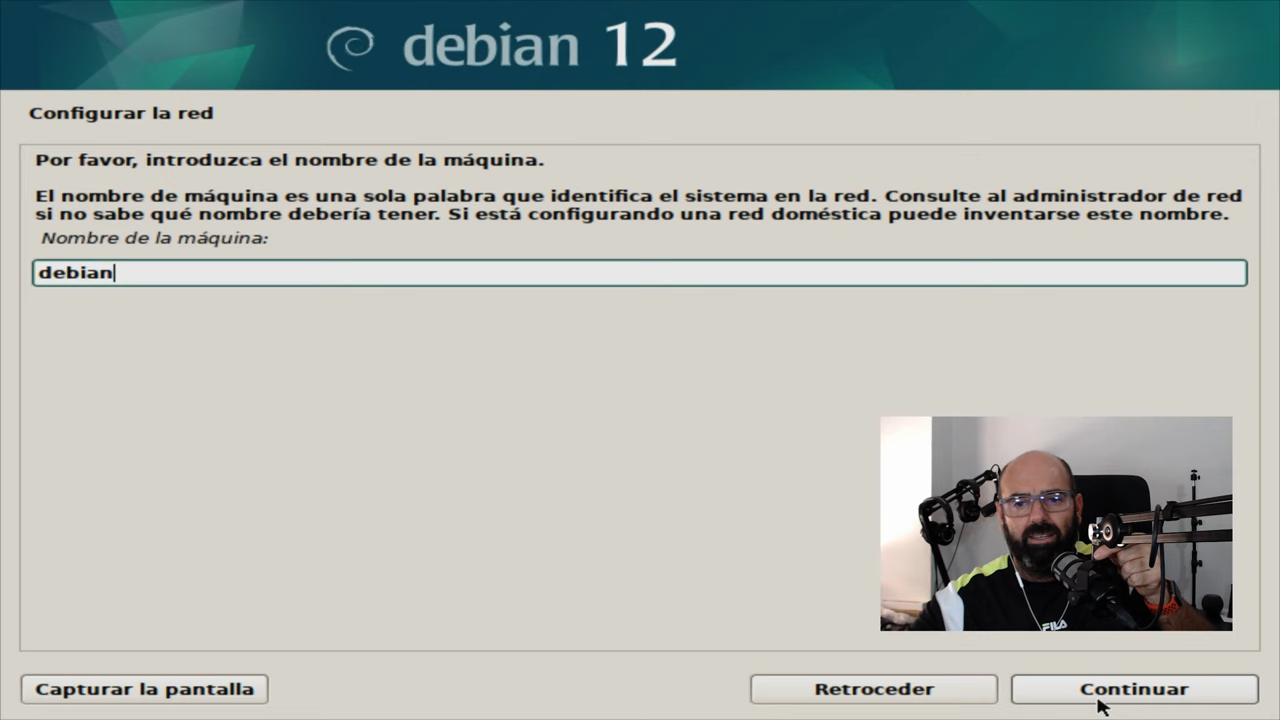 debian 12
Configurar la red
Por favor, introduzca el nombre de la máquina.
El nombre de máquina es una sola palabra que identifica el sistema en la red. Consulte al administrador de red
si no sabe qué nombre debería tener. Si está configurando una red doméstica puede inventarse este nombre.
Nombre de la máquina:
debian
FILA
Capturar la pantalla
Retroceder
Continuar